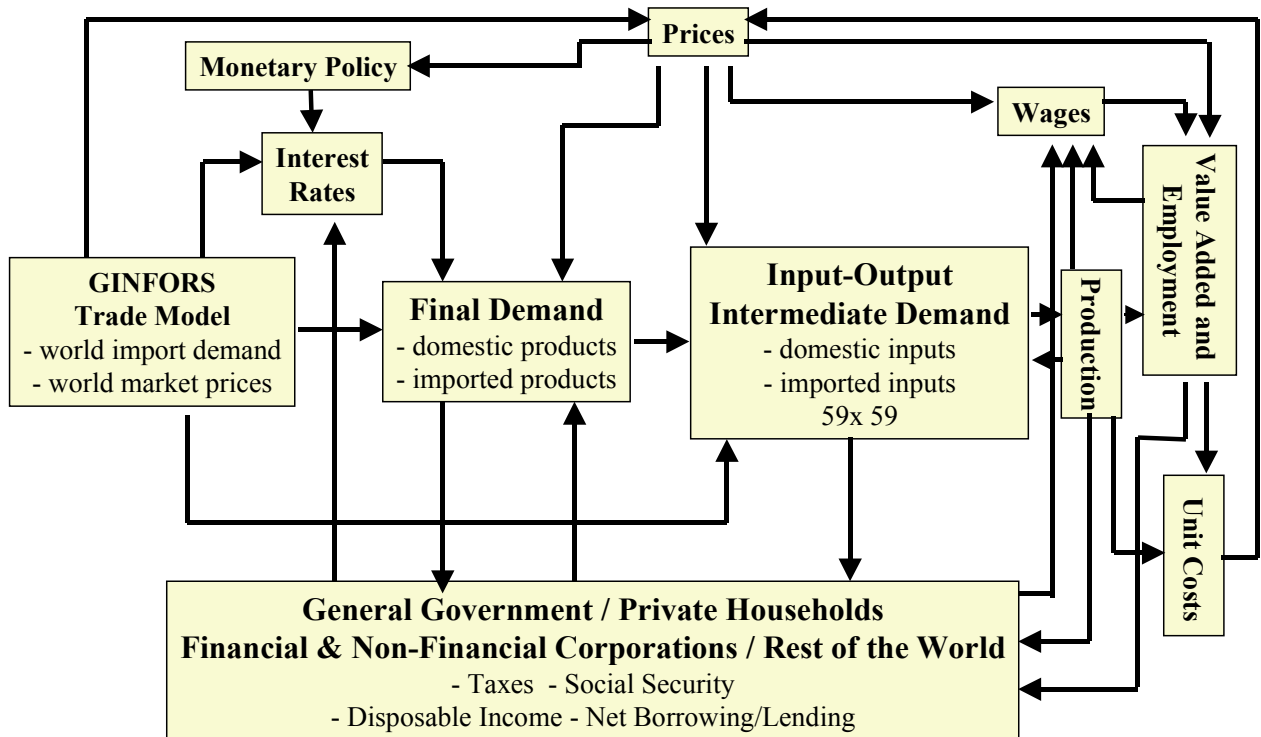 Prices
Monetary Policy
Wages
Interest
Rates
Value Added and
Employment
GINFORS
Trade Model
- world import demand
- world market prices
Final Demand
- domestic products
- imported products
Input-Output
Intermediate Demand
- domestic inputs
- imported inputs
59x 59
Production
Unit Costs
General Government / Private Households
Financial & Non-Financial Corporations / Rest of the World
- Taxes - Social Security
- Disposable Income - Net Borrowing/Lending